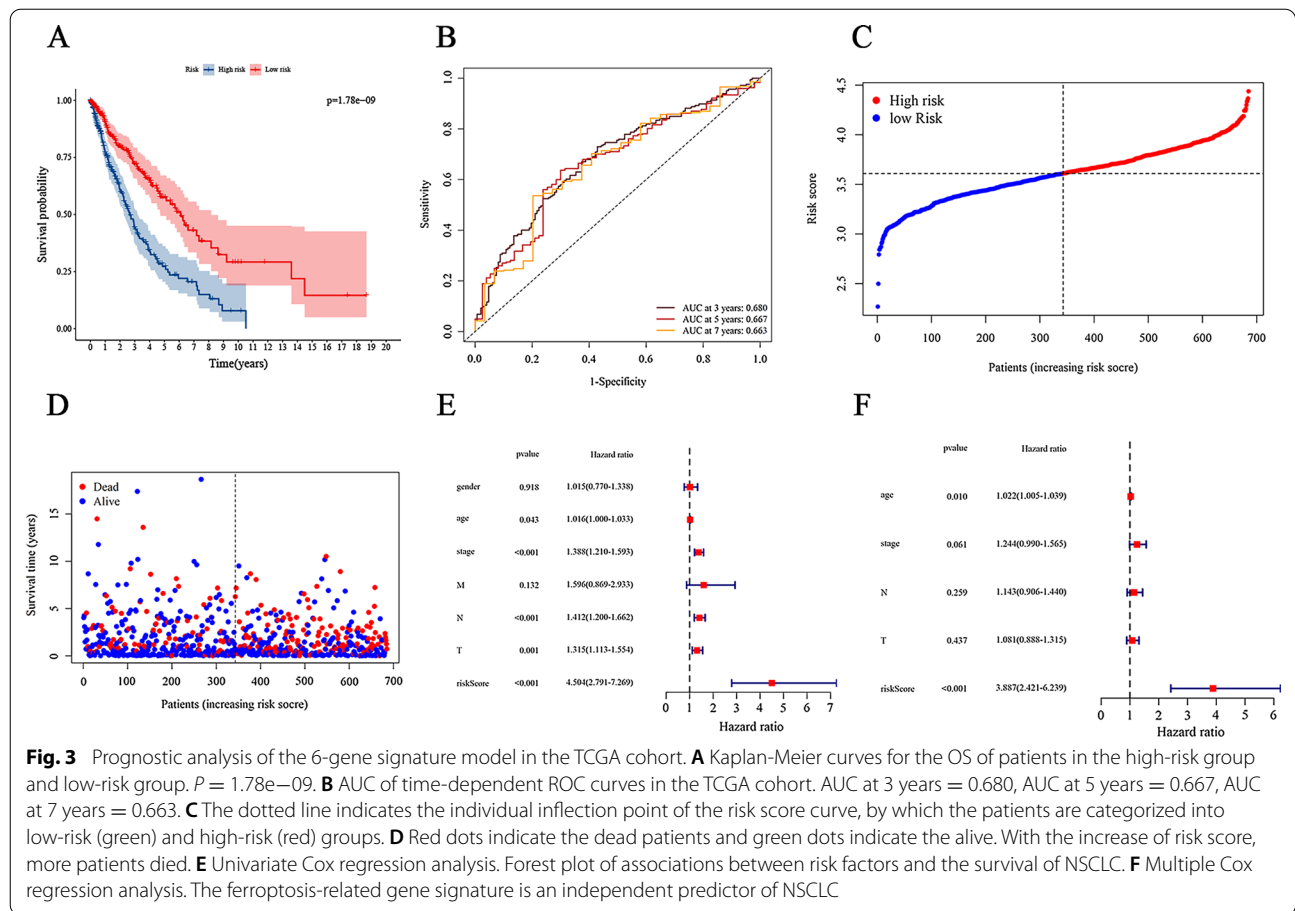 A
Risk High risk Low risk
p=1.78e−09
Survival probability
1.00
0.75
0.50
0.25
0.00
0 1 2 3 4 5 6 7 8 9 10 11 12 13 14 15 16 17 18 19 20
Time(years)
B
Sensitivity
1.0
0.8
0.6
0.4
0.2
0.0
AUC at 3 years: 0.680
AUC at 5 years: 0.667
AUC at 7 years: 0.663
0.0 0.2 0.4 0.6 0.8 1.0
1-Specificity
C
High risk
low Risk
Risk score
4.5
4.0
3.5
3.0
2.5
0 100 200 300 400 500 600 700
Patients (increasing risk socre)
D
Dead
Alive
Survival time (years)
15
10
5
0
0 100 200 300 400 500 600 700
Patients (increasing risk socre)
E
pvalue Hazard ratio
gender 0.918 1.015(0.770-1.338)
age 0.043 1.016(1.000-1.033)
stage <0.001 1.388(1.210-1.593)
M 0.132 1.596(0.869-2.933)
N <0.001 1.412(1.200-1.662)
T 0.001 1.315(1.113-1.554)
riskScore <0.001 4.504(2.791-7.269)
0 1 2 3 4 5 6 7
Hazard ratio
F
pvalue Hazard ratio
age 0.010 1.022(1.005-1.039)
stage 0.061 1.244(0.990-1.565)
N 0.259 1.143(0.906-1.440)
T 0.437 1.081(0.888-1.315)
riskScore <0.001 3.887(2.421-6.239)
0 1 2 3 4 5 6
Hazard ratio
Fig. 3 Prognostic analysis of the 6-gene signature model in the TCGA cohort. A Kaplan-Meier curves for the OS of patients in the high-risk group
and low-risk group. P = 1.78e−09. B AUC of time-dependent ROC curves in the TCGA cohort. AUC at 3 years = 0.680, AUC at 5 years = 0.667, AUC
at 7 years = 0.663. C The dotted line indicates the individual inflection point of the risk score curve, by which the patients are categorized into
low-risk (green) and high-risk (red) groups. D Red dots indicate the dead patients and green dots indicate the alive. With the increase of risk score,
more patients died. E Univariate Cox regression analysis. Forest plot of associations between risk factors and the survival of NSCLC. F Multiple Cox
regression analysis. The ferroptosis-related gene signature is an independent predictor of NSCLC